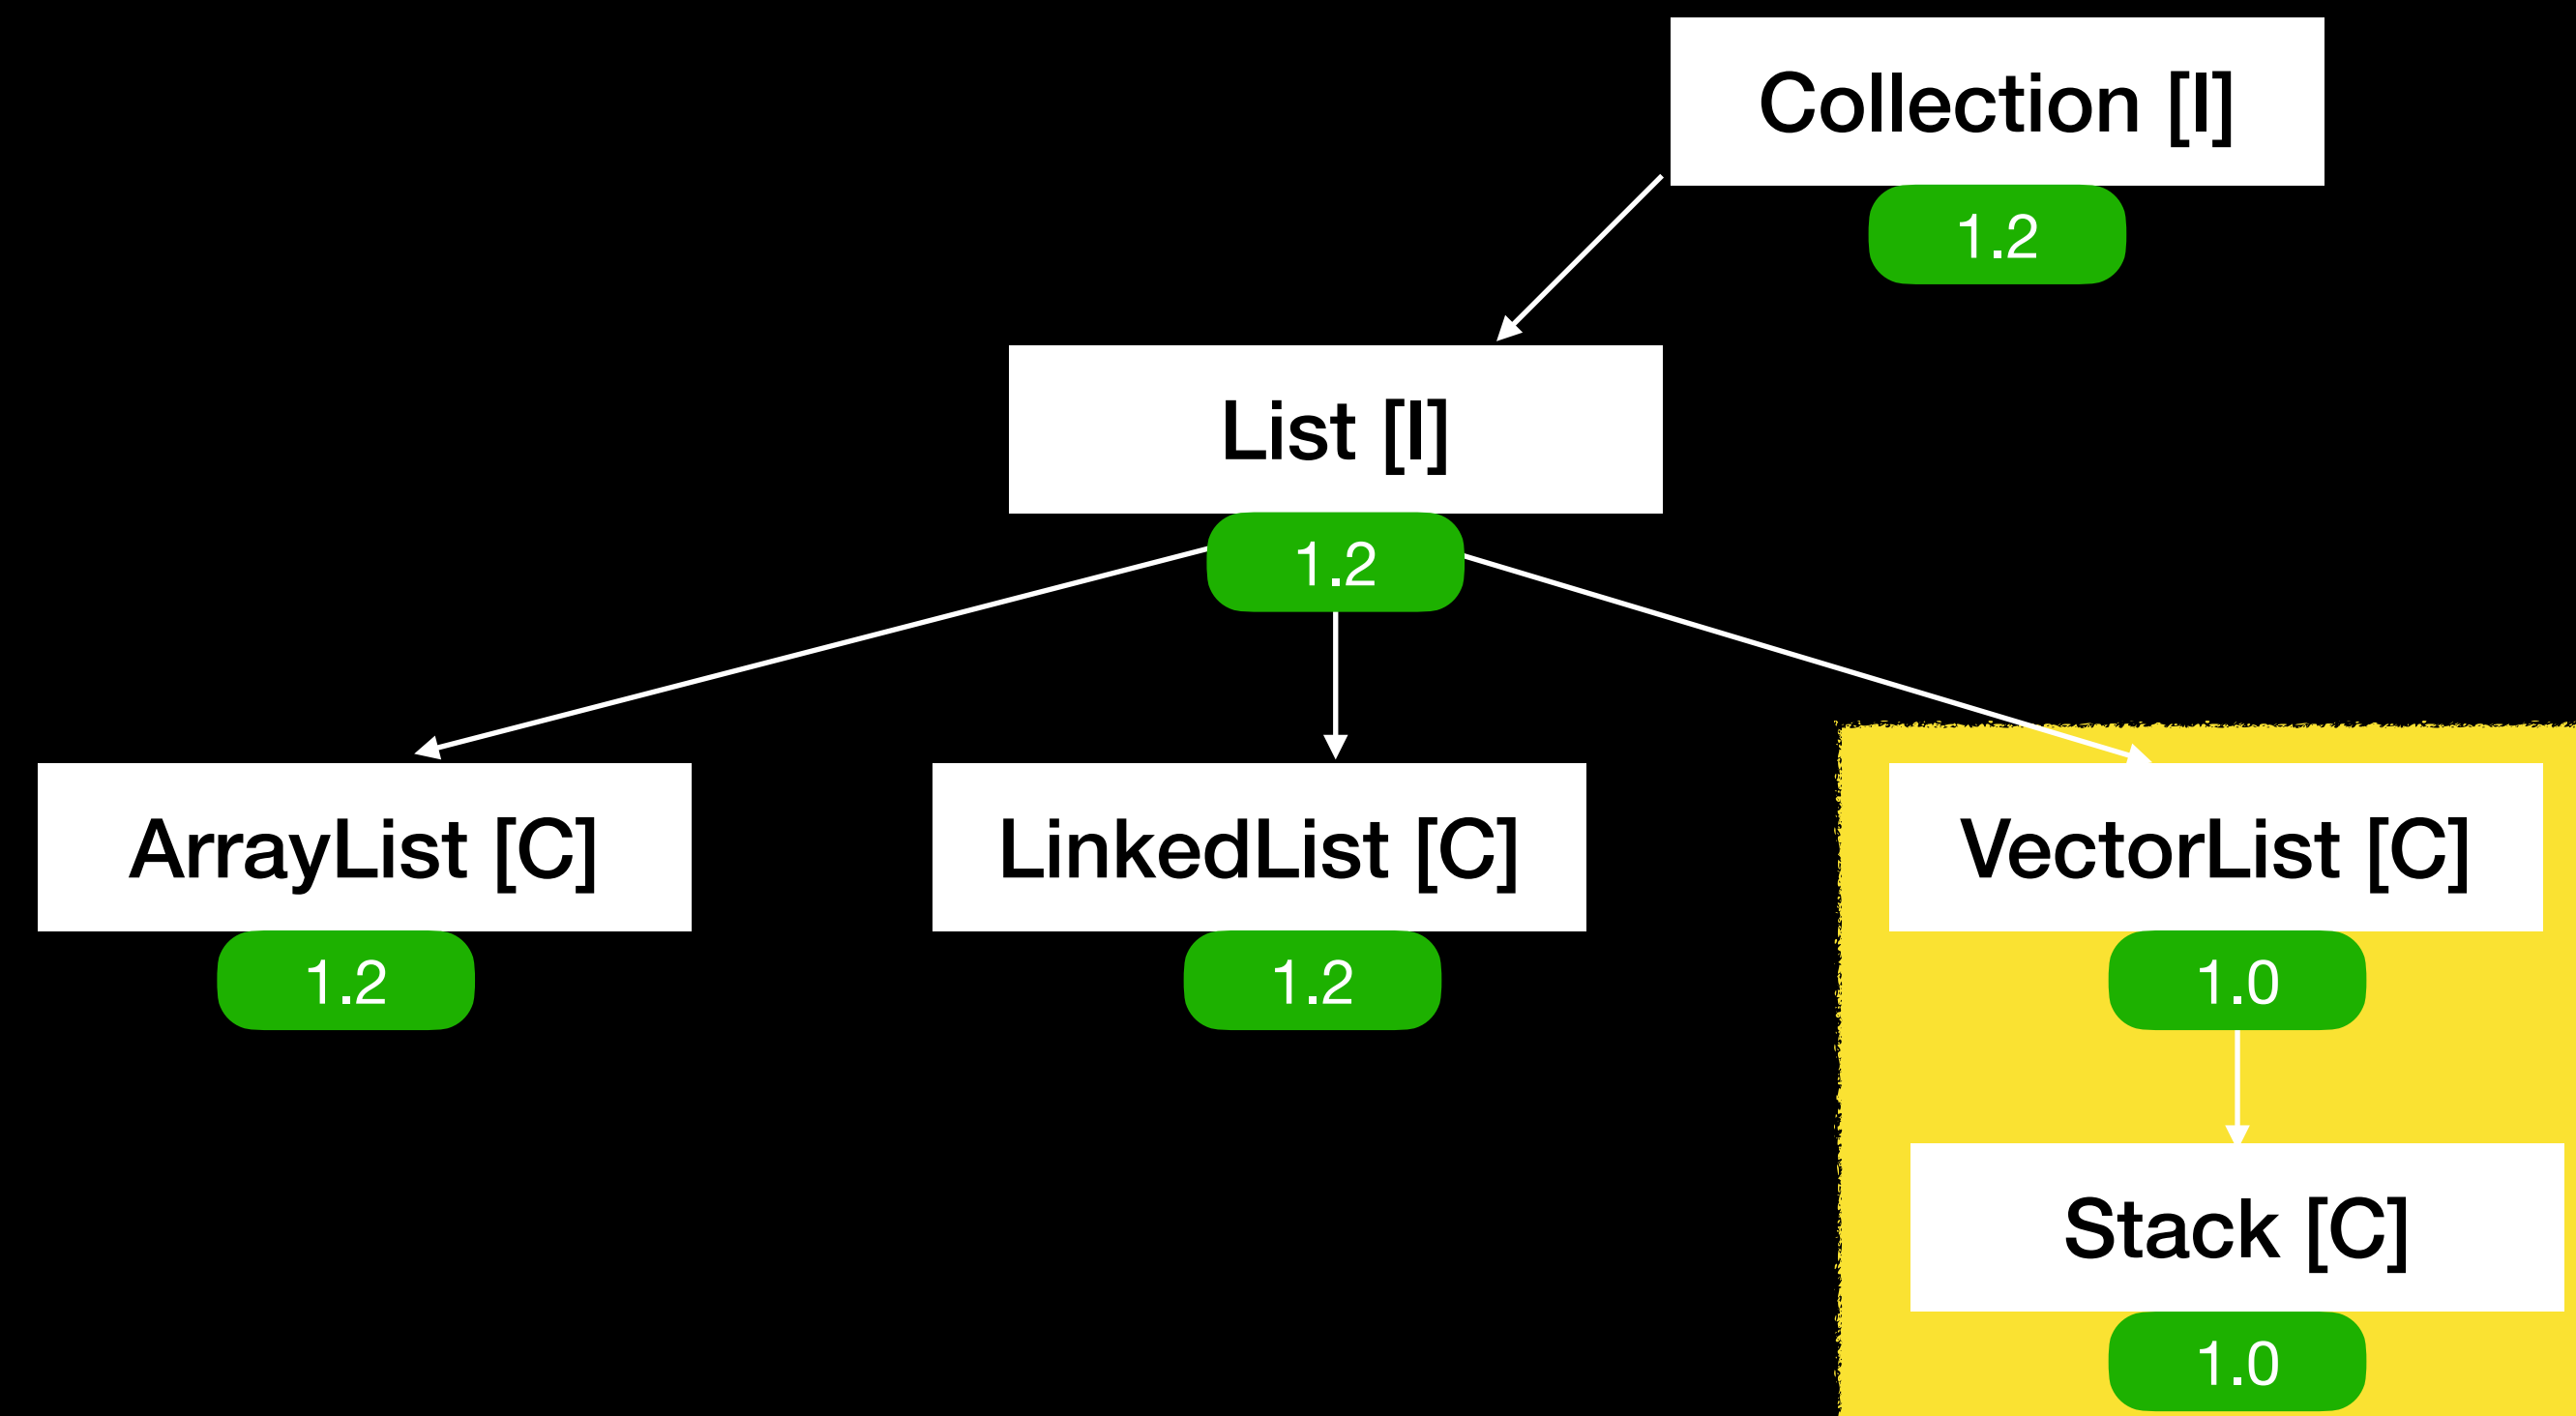 Collection [I]
1.2
List [I]
1.2
ArrayList [C]
LinkedList [C]
VectorList [C]
1.2
1.2
1.0
Stack [C]
1.0